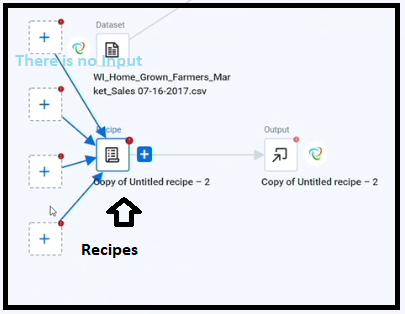 Dataset
There is no Input
WI_Home_Grown_Farmers_Mar
ket_Sales 07-16-2017.csv
Recipe
Output
Copy of Untitled recipe – 2
Copy of Untitled recipe – 2
Recipes